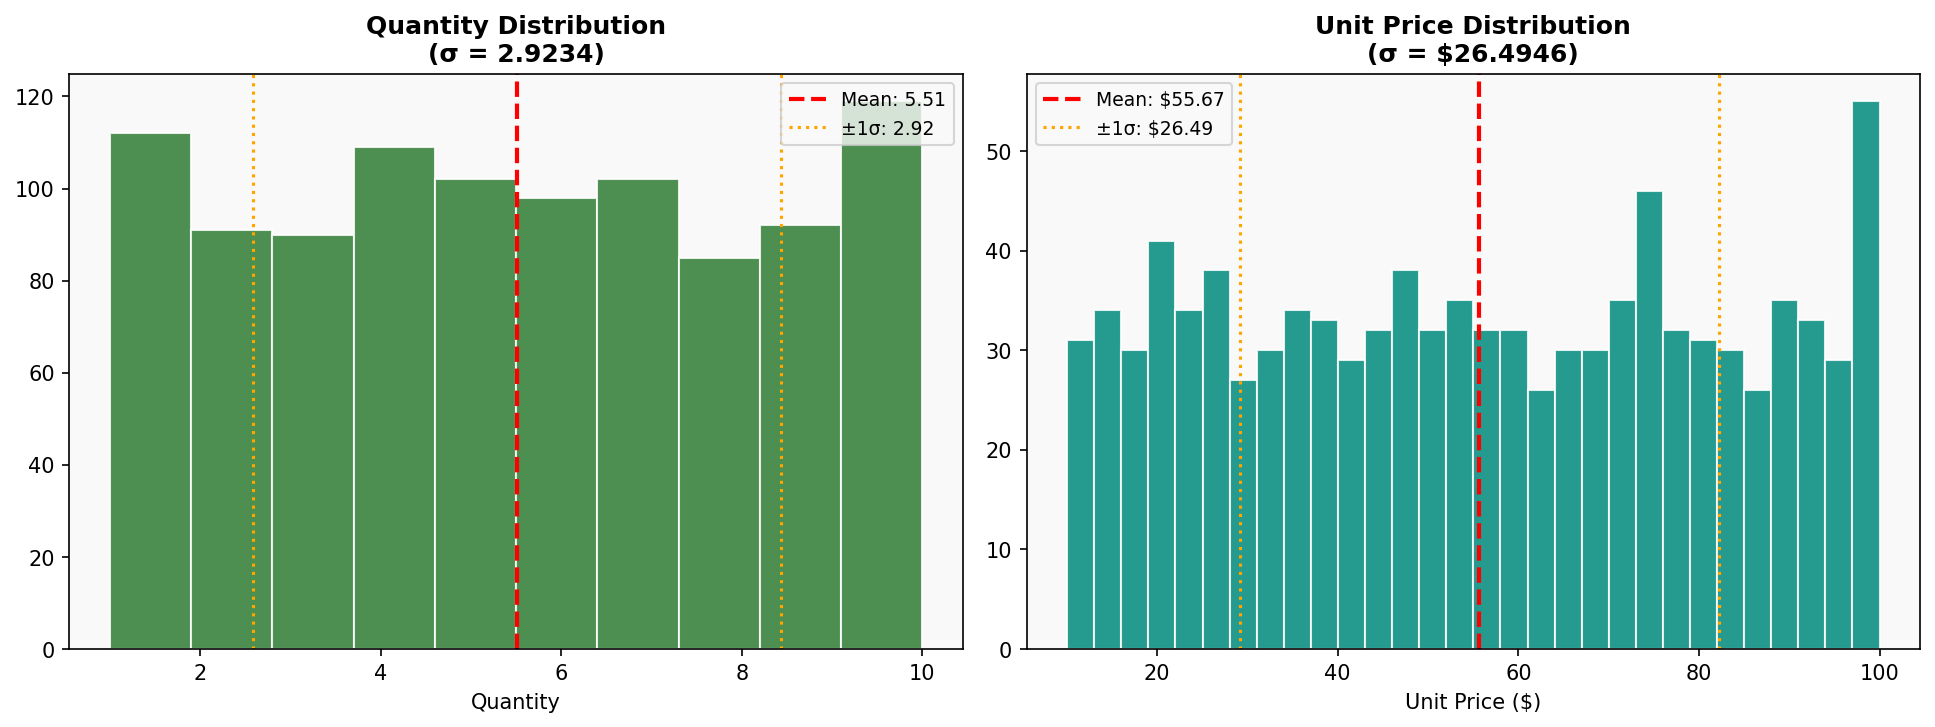 Quantity Distribution
(σ = 2.9234)
Mean: 5.51
±1σ: 2.92
120
100
80
60
40
20
0
2 4 6 8 10
Quantity
Unit Price Distribution
(σ = $26.4946)
Mean: $55.67
±1σ: $26.49
50
40
30
20
10
0
20 40 60 80 100
Unit Price ($)